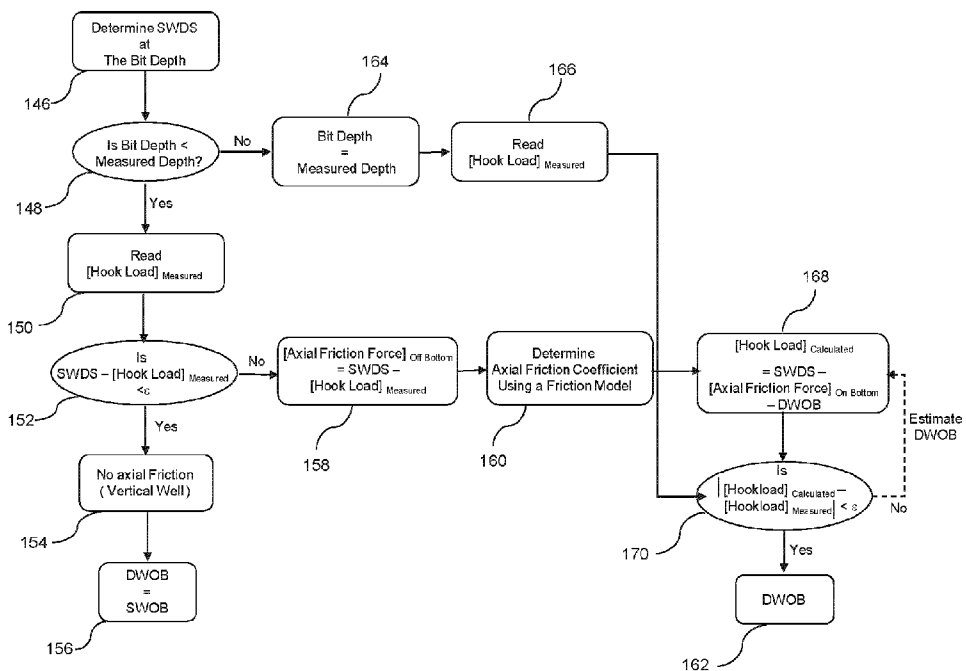 Determine SWDS
at
The Bit Depth
146
Is Bit Depth <
Measured Depth?
148
No
Yes
164
Bit Depth
=
Measured Depth
166
Read
[Hook Load] Measured
Read
[Hook Load] Measured
150
Is
SWDS – [Hook Load] Measured
<ε
152
No
Yes
[Axial Friction Force] Off Bottom
= SWDS –
[Hook Load] Measured
158
Determine
Axial Friction Coefficient
Using a Friction Model
160
168
[Hook Load] Calculated
= SWDS –
[Axial Friction Force] On Bottom
– DWOB
Estimate
DWOB
Is
| [Hookload] Calculated –
[Hookload] Measured | < ε
170
No
Yes
DWOB
162
No axial Friction
( Vertical Well )
154
DWOB
=
SWOB
156